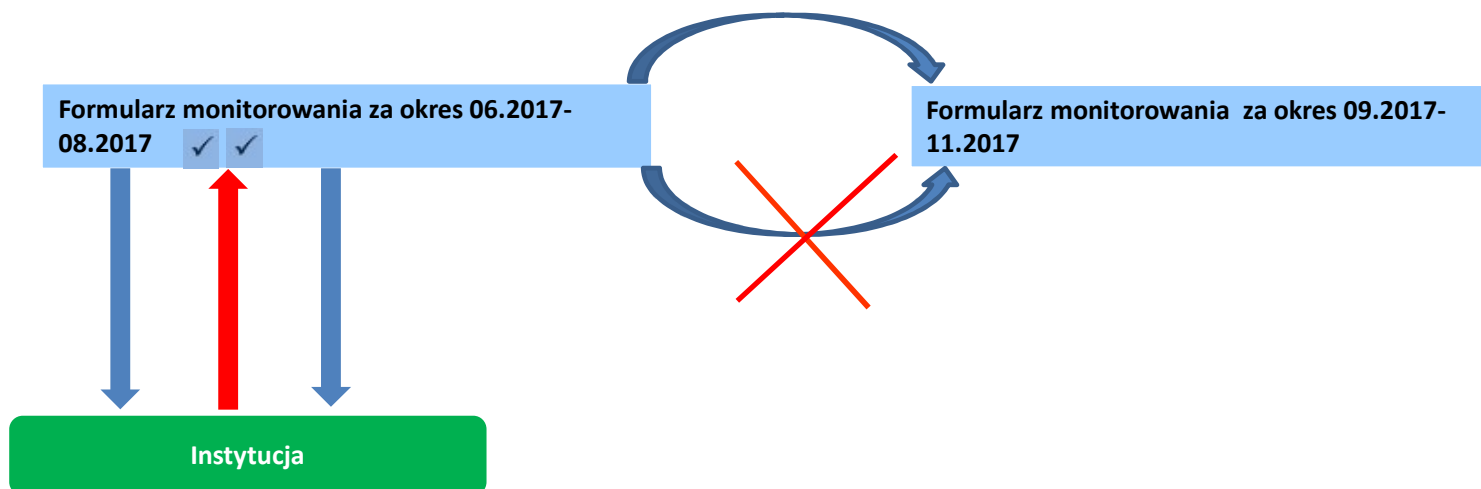 Formularz monitorowania za okres 06.2017-
08.2017
Formularz monitorowania  za okres 09.2017-
11.2017
Instytucja